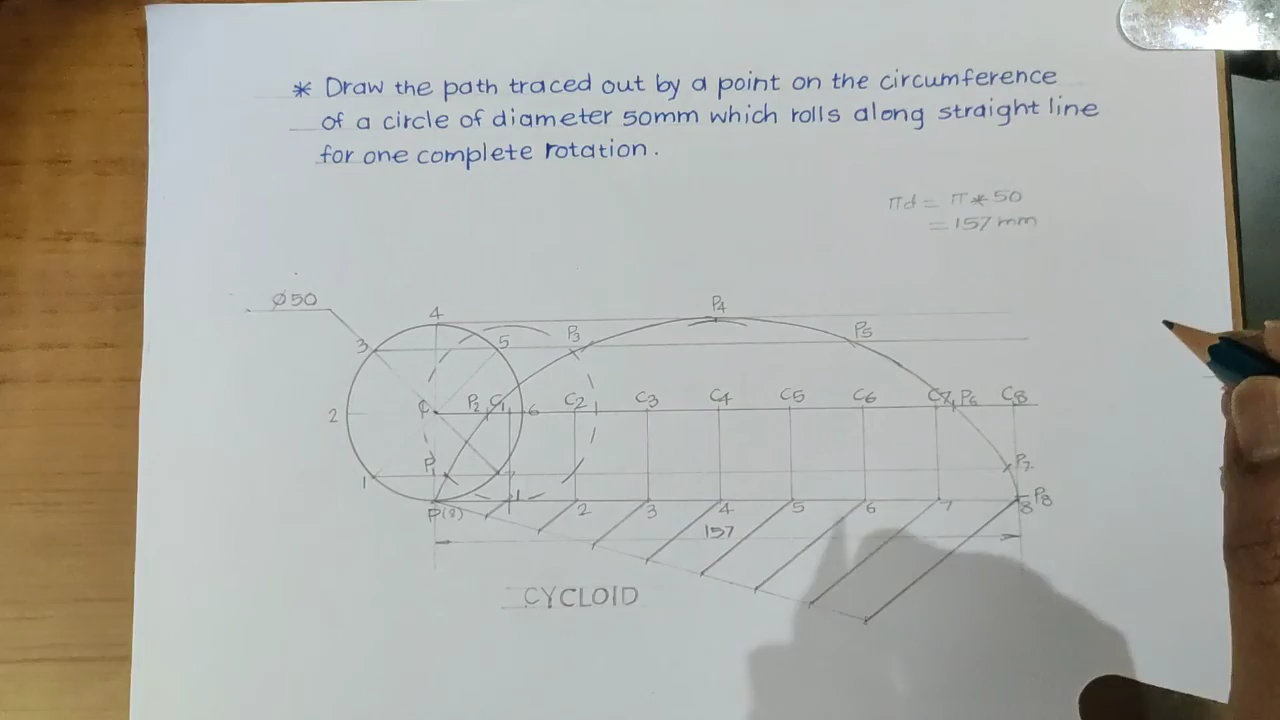 * Draw the path traced out by a point on the circumference
of a circle of diameter 50mm which rolls along straight line
for one complete rotation.
πd = π * 50
= 157 mm
Ø50
4
P4
3
5
P3
P5
2
C
P2
C1
6
C2
C3
C4
C5
C6
C7
P6
C8
1
P1
P7
P(8)
1
2
3
4
5
6
7
8
P8
157
CYCLOID